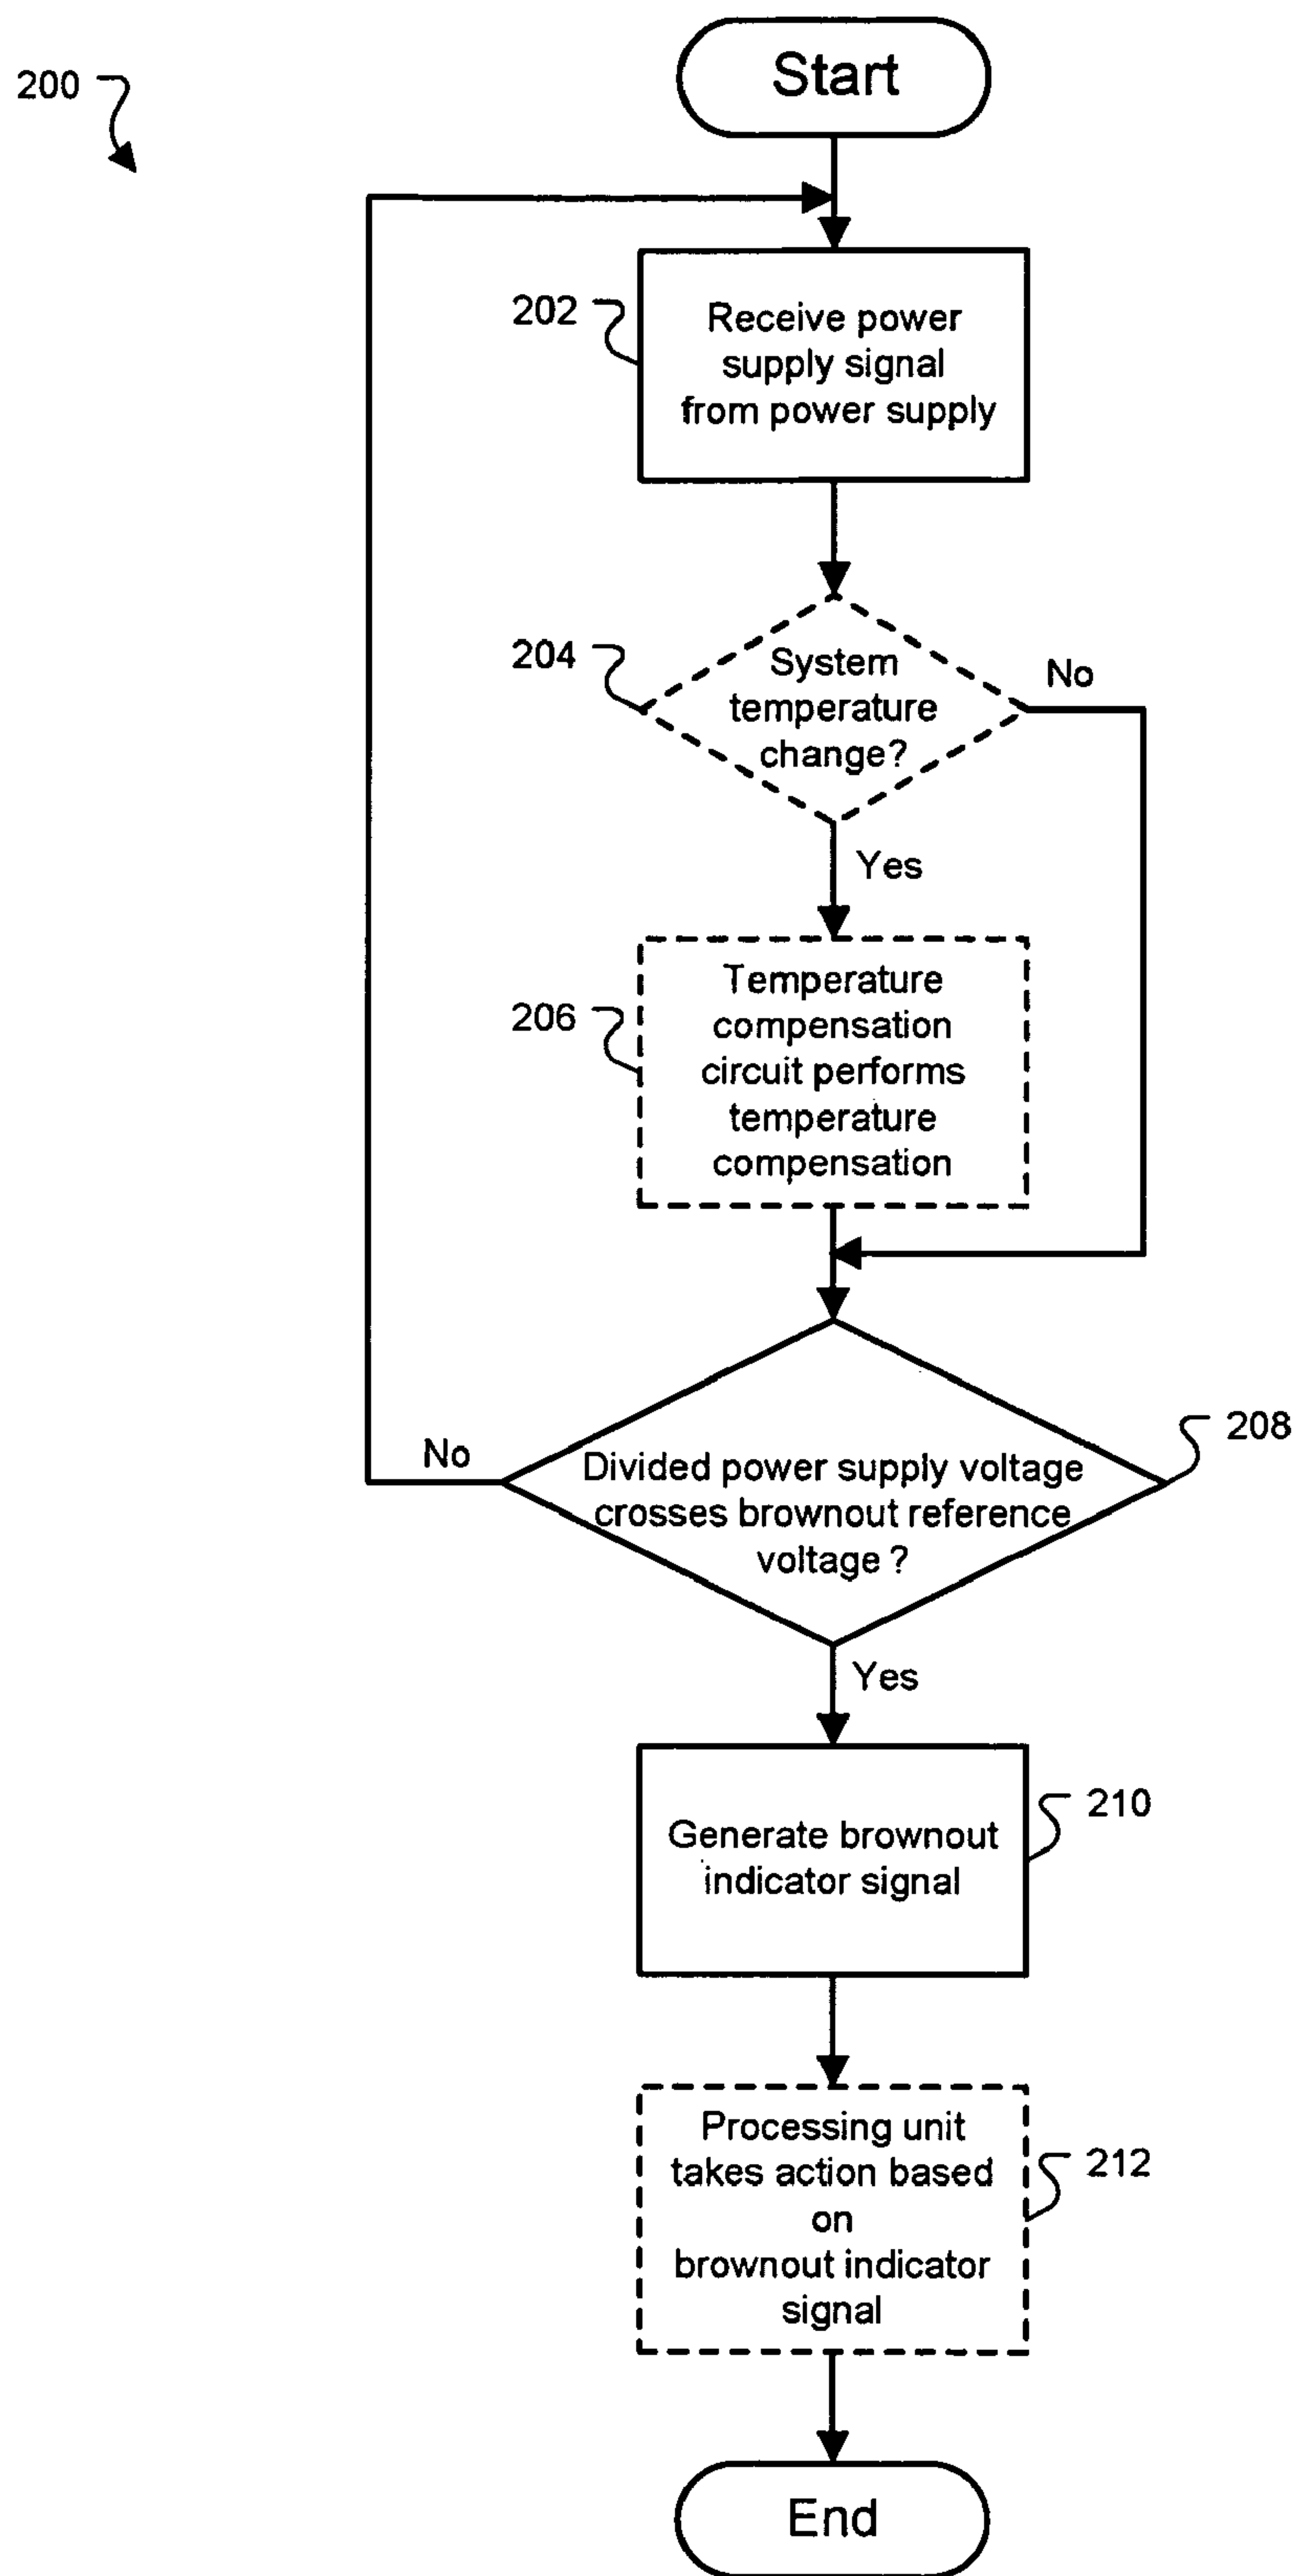 200
Start
202
Receive power
supply signal
from power supply
204
System
temperature
change?
No
Yes
206
Temperature
compensation
circuit performs
temperature
compensation
208
No
Divided power supply voltage
crosses brownout reference
voltage ?
Yes
210
Generate brownout
indicator signal
212
Processing unit
takes action based
on
brownout indicator
signal
End